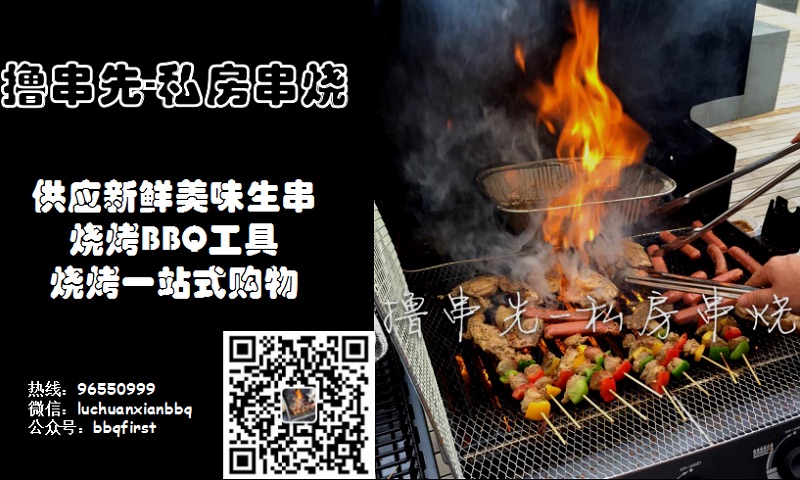 撸串先-私房串烧
供应新鲜美味生串
烧烤BBQ工具
烧烤一站式购物
热线：96550999
微信：luchuanxianbbq
公众号：bbqfirst
撸串先-私房串烧